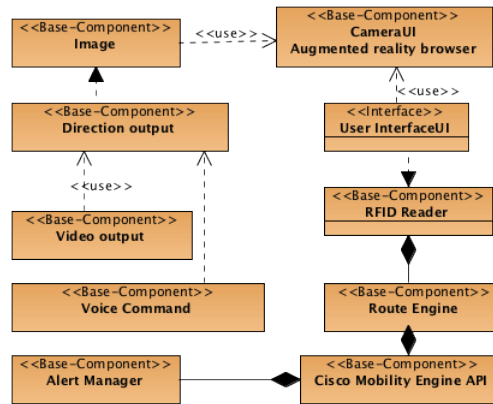 <<Base-Component>>
Image
<<use>>
<<Base-Component>>
CameraUI
Augmented reality browser
<<use>>
<<Base-Component>>
Direction output
<<Interface>>
User InterfaceUI
<<use>>
<<Base-Component>>
Video output
<<Base-Component>>
RFID Reader
<<Base-Component>>
Voice Command
<<Base-Component>>
Route Engine
<<Base-Component>>
Alert Manager
<<Base-Component>>
Cisco Mobility Engine API